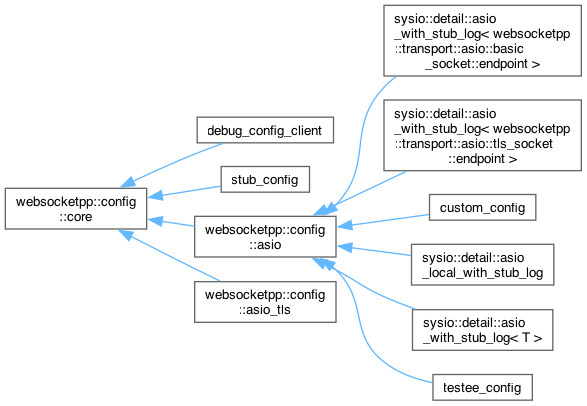 sysio::detail::asio
_with_stub_log< websocketpp
::transport::asio::basic
_socket::endpoint >
sysio::detail::asio
_with_stub_log< websocketpp
::transport::asio::tls_socket
::endpoint >
debug_config_client
stub_config
websocketpp::config
::core
websocketpp::config
::asio
websocketpp::config
::asio_tls
custom_config
sysio::detail::asio
_local_with_stub_log
sysio::detail::asio
_with_stub_log< T >
testee_config